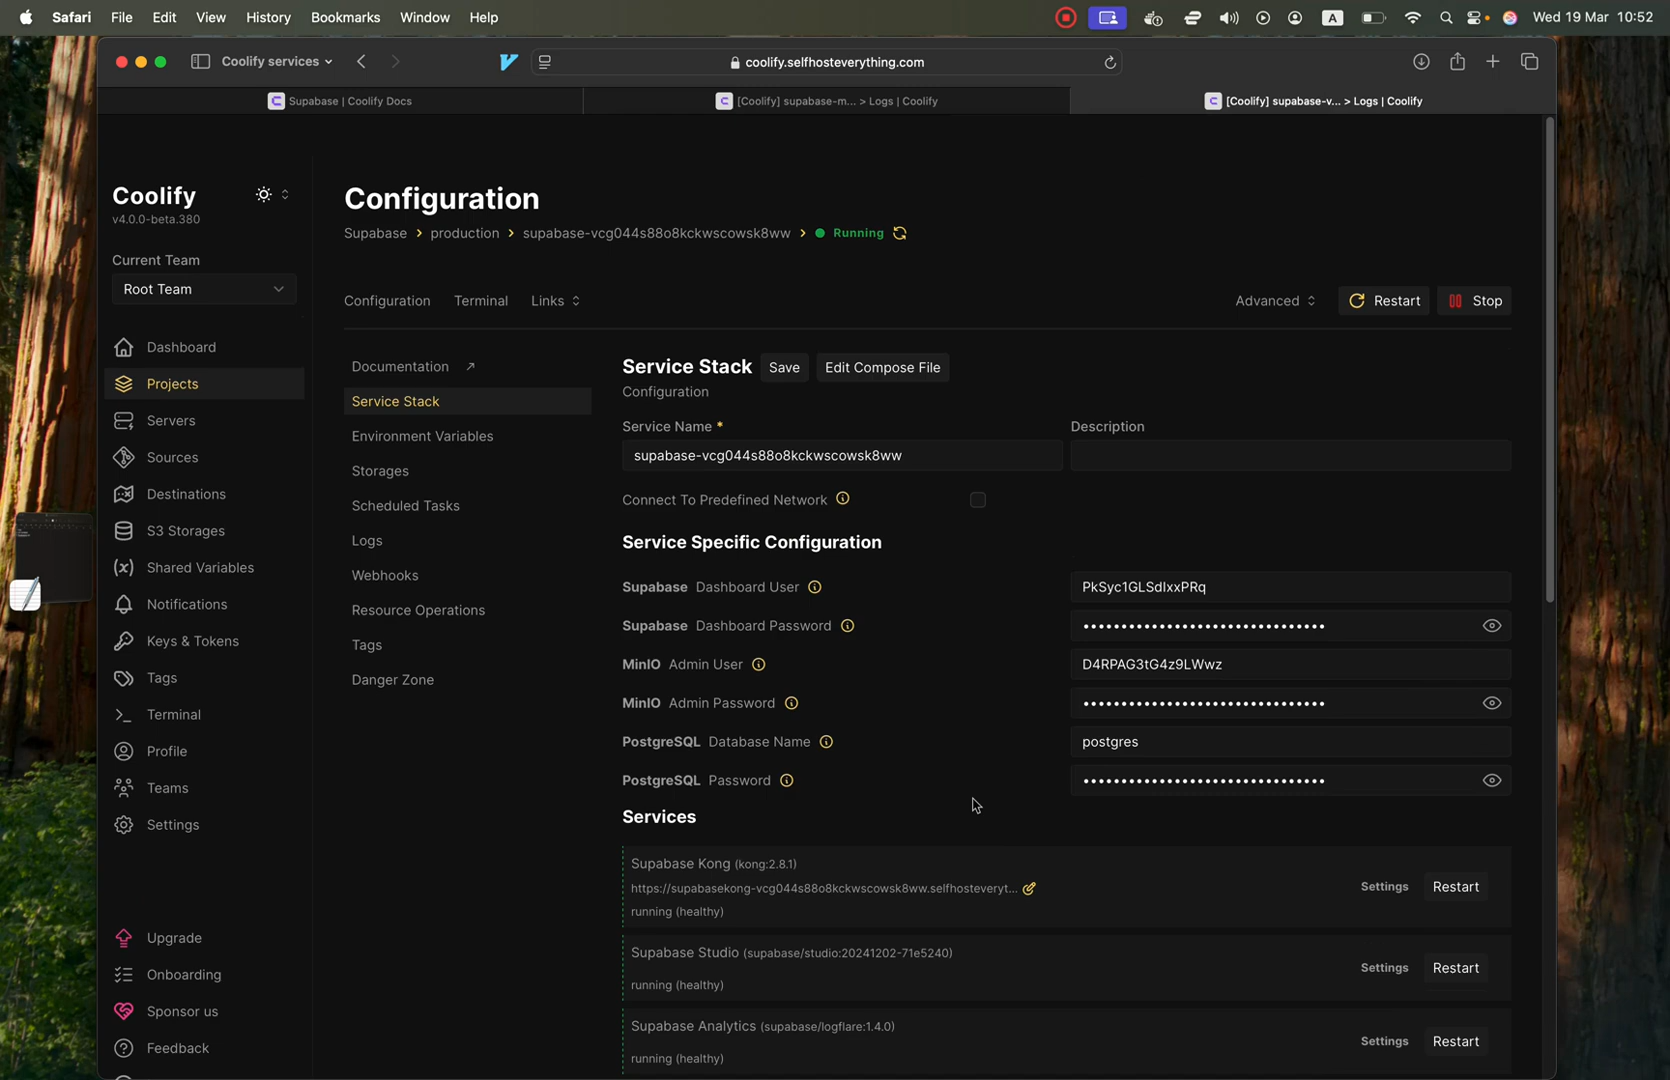 Safari File Edit View History Bookmarks Window Help A Wed 19 Mar 10:52
Coolify services coolify.selfhosteverything.com
Supabase | Coolify Docs [Coolify] supabase-m... > Logs | Coolify [Coolify] supabase-v... > Logs | Coolify
Coolify
v4.0.0-beta.380
Current Team
Root Team
Dashboard
Projects
Servers
Sources
Destinations
S3 Storages
Shared Variables
Notifications
Keys & Tokens
Tags
Terminal
Profile
Teams
Settings
Upgrade
Onboarding
Sponsor us
Feedback
Configuration
Supabase > production > supabase-vcg044s88o8kckwscowsk8ww > Running
Configuration Terminal Links Advanced Restart Stop
Documentation
Service Stack
Environment Variables
Storages
Scheduled Tasks
Logs
Webhooks
Resource Operations
Tags
Danger Zone
Service Stack Save Edit Compose File
Configuration
Service Name * Description
supabase-vcg044s88o8kckwscowsk8ww
Connect To Predefined Network
Service Specific Configuration
Supabase Dashboard User PkSyc1GLSdIxxPRq
Supabase Dashboard Password ••••••••••••••••••••••••••••••••
MinIO Admin User D4RPAG3tG4z9LWwz
MinIO Admin Password ••••••••••••••••••••••••••••••••
PostgreSQL Database Name postgres
PostgreSQL Password ••••••••••••••••••••••••••••••••
Services
Supabase Kong (kong:2.8.1)
https://supabasekong-vcg044s88o8kckwscowsk8ww.selfhosteveryt...
running (healthy)
Settings Restart
Supabase Studio (supabase/studio:20241202-71e5240)
running (healthy)
Settings Restart
Supabase Analytics (supabase/logflare:1.4.0)
running (healthy)
Settings Restart